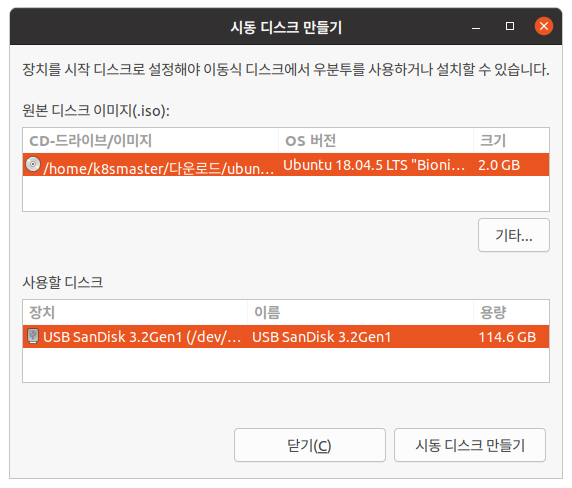 시동 디스크 만들기
장치를 시작 디스크로 설정해야 이동식 디스크에서 우분투를 사용하거나 설치할 수 있습니다.
원본 디스크 이미지(.iso):
CD-드라이브/이미지 OS 버전 크기
/home/k8smaster/다운로드/ubun... Ubuntu 18.04.5 LTS "Bioni... 2.0 GB
기타...
사용할 디스크
장치 이름 용량
USB SanDisk 3.2Gen1 (/dev/... USB SanDisk 3.2Gen1 114.6 GB
닫기(C) 시동 디스크 만들기